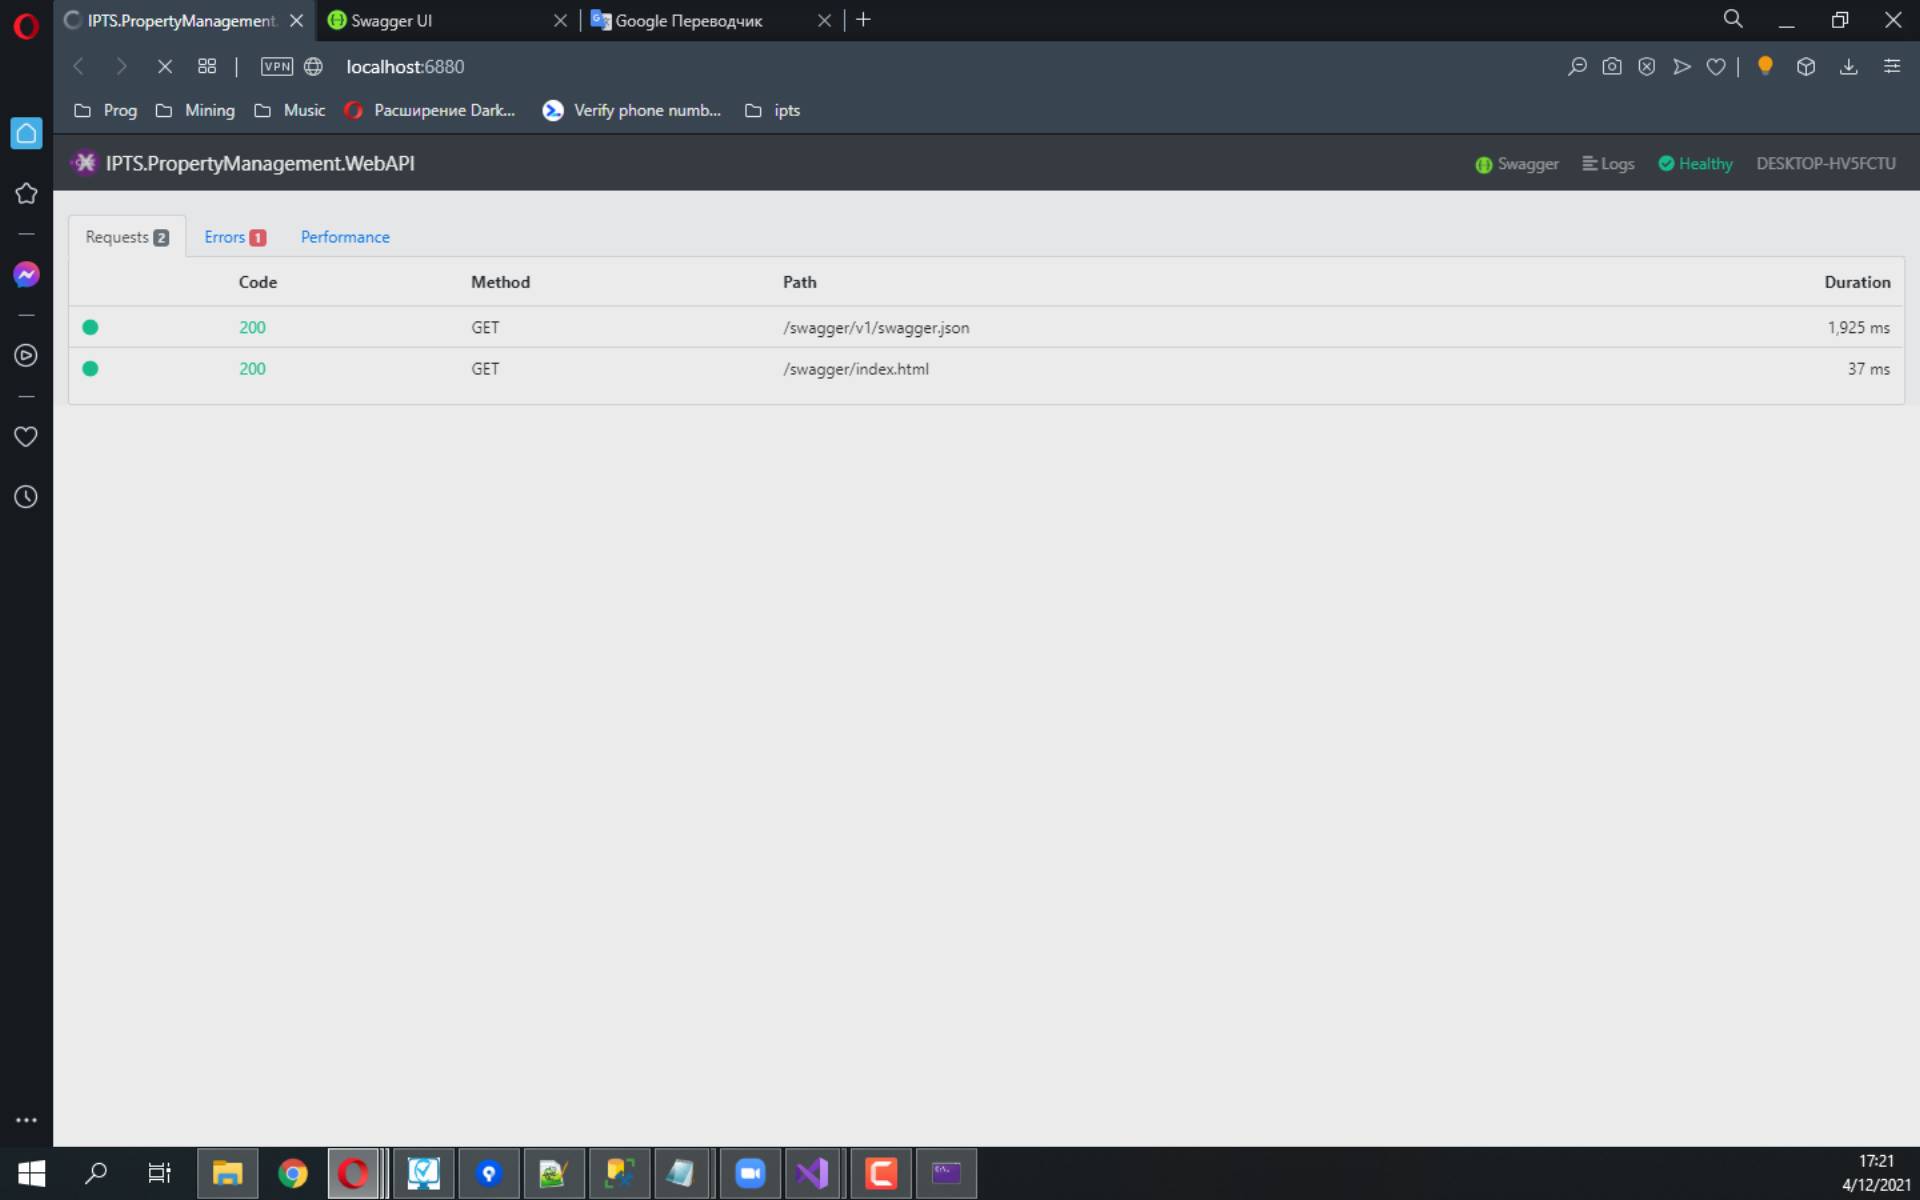 IPTS.PropertyManagement.
Swagger UI
Google Переводчик
VPN
localhost:6880
Prog
Mining
Music
Расширение Dark...
Verify phone numb...
ipts
IPTS.PropertyManagement.WebAPI
Swagger
Logs
Healthy
DESKTOP-HV5FCTU
Requests 2
Errors 1
Performance
Code Method Path Duration
200 GET /swagger/v1/swagger.json 1,925 ms
200 GET /swagger/index.html 37 ms
17:21
4/12/2021